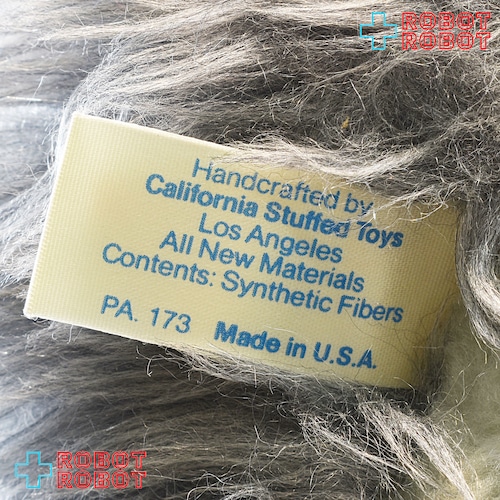 ROBOT
ROBOT
Handcrafted by
California Stuffed Toys
Los Angeles
All New Materials
Contents: Synthetic Fibers
PA. 173 Made in U.S.A.
ROBOT
ROBOT